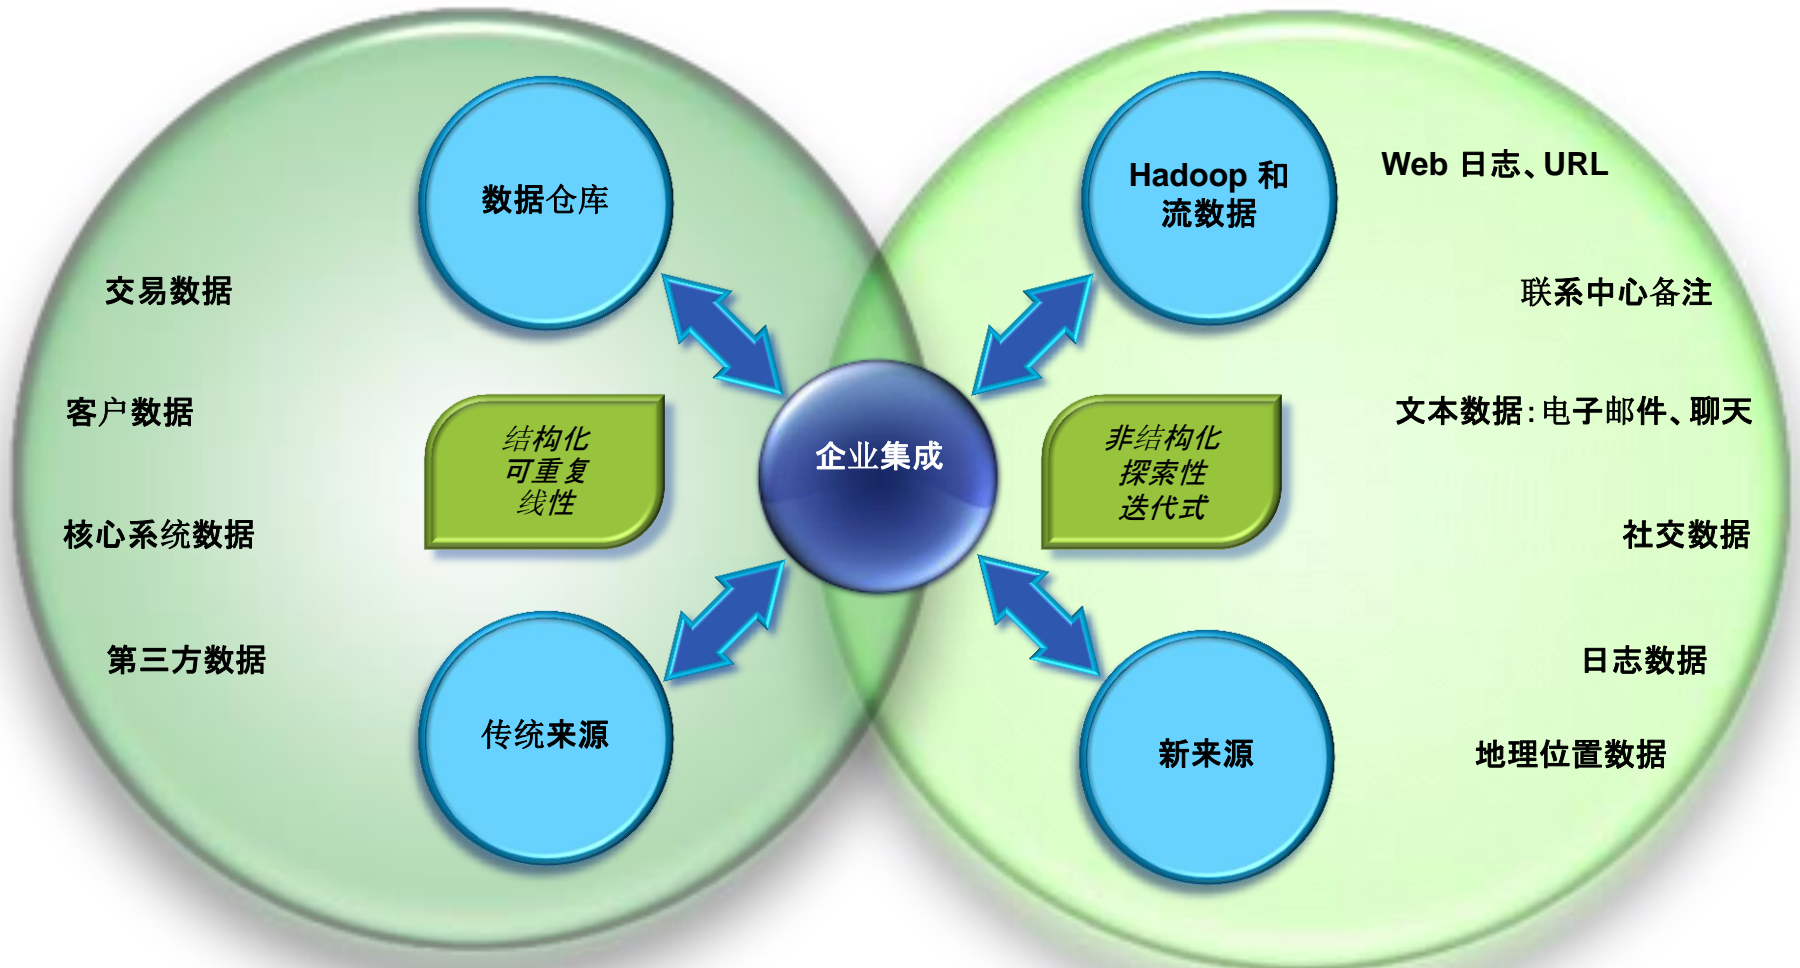 数据仓库
交易数据
客户数据
结构化
可重复
线性
核心系统数据
第三方数据
传统来源
企业集成
Hadoop 和
流数据
Web 日志、URL
联系中心备注
非结构化
探索性
迭代式
文本数据：电子邮件、聊天
社交数据
日志数据
新来源
地理位置数据